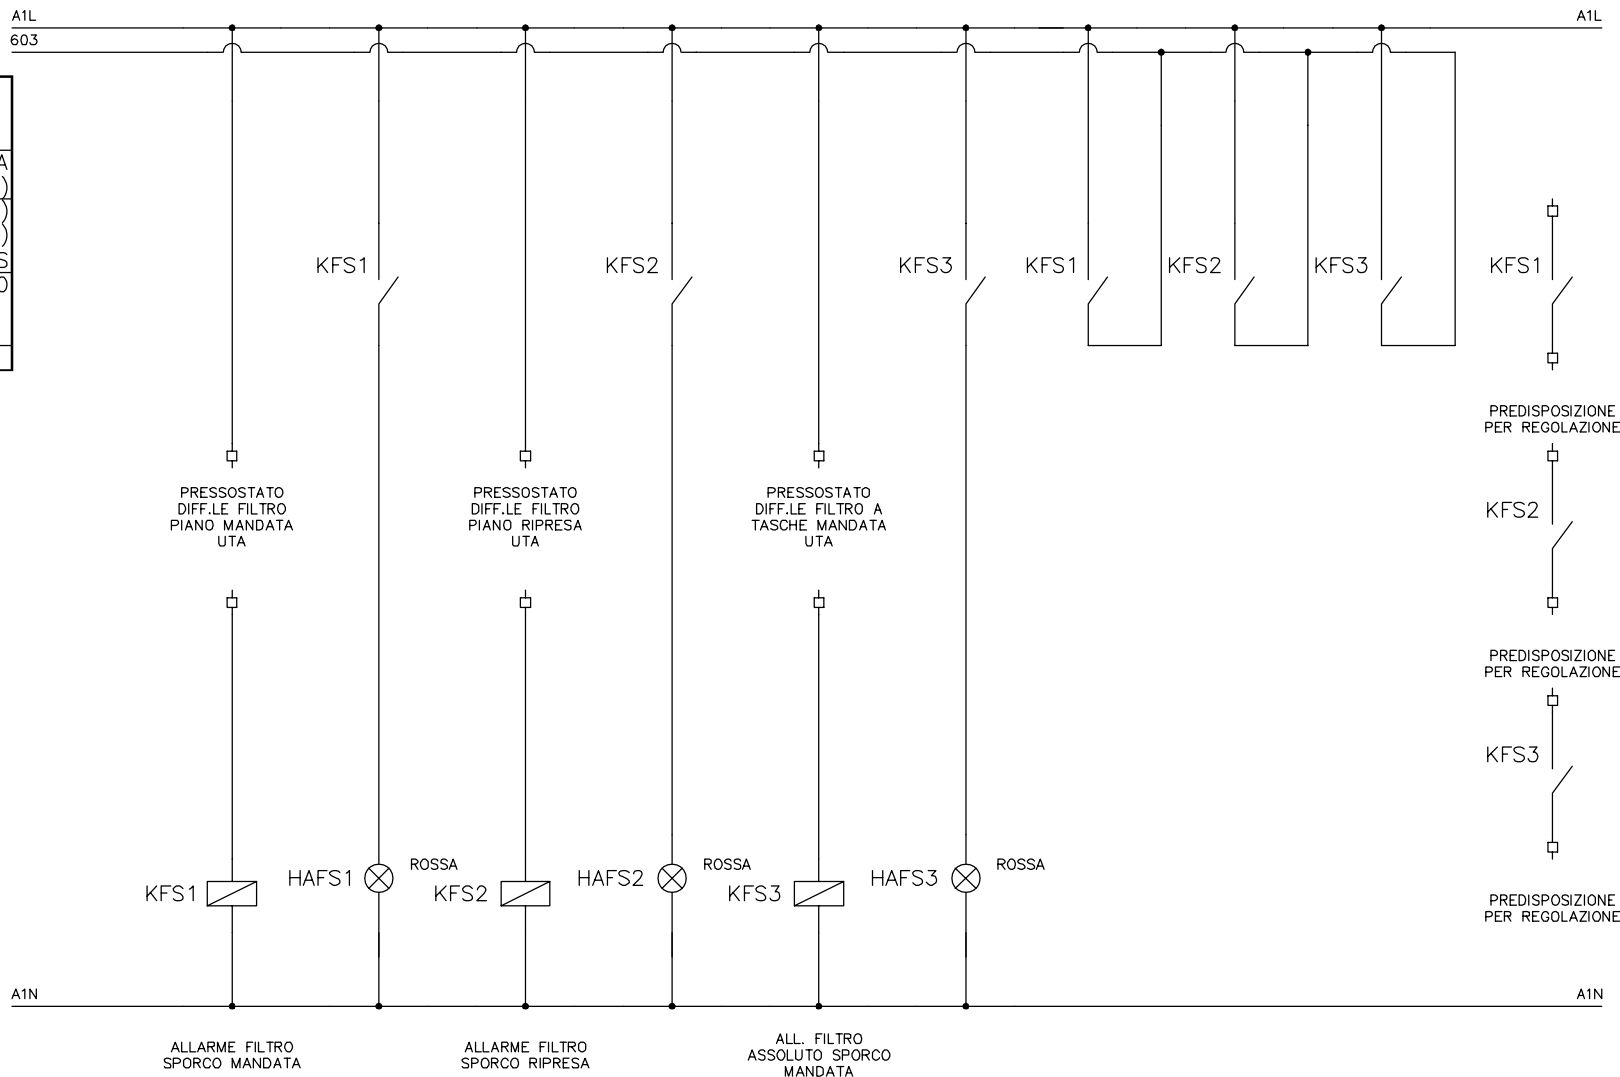 A1L
A1L
603
A
S
KFS1
KFS2
KFS3
KFS1
KFS2
KFS3
KFS1
PREDISPOSIZIONE
PER REGOLAZIONE
PRESSOSTATO
DIFF.LE FILTRO
PIANO MANDATA
UTA
PRESSOSTATO
DIFF.LE FILTRO
PIANO RIPRESA
UTA
PRESSOSTATO
DIFF.LE FILTRO A
TASCHE MANDATA
UTA
KFS2
PREDISPOSIZIONE
PER REGOLAZIONE
KFS3
KFS1
HAFS1
ROSSA
KFS2
HAFS2
ROSSA
KFS3
HAFS3
ROSSA
PREDISPOSIZIONE
PER REGOLAZIONE
A1N
A1N
ALLARME FILTRO
SPORCO MANDATA
ALLARME FILTRO
SPORCO RIPRESA
ALL. FILTRO
ASSOLUTO SPORCO
MANDATA